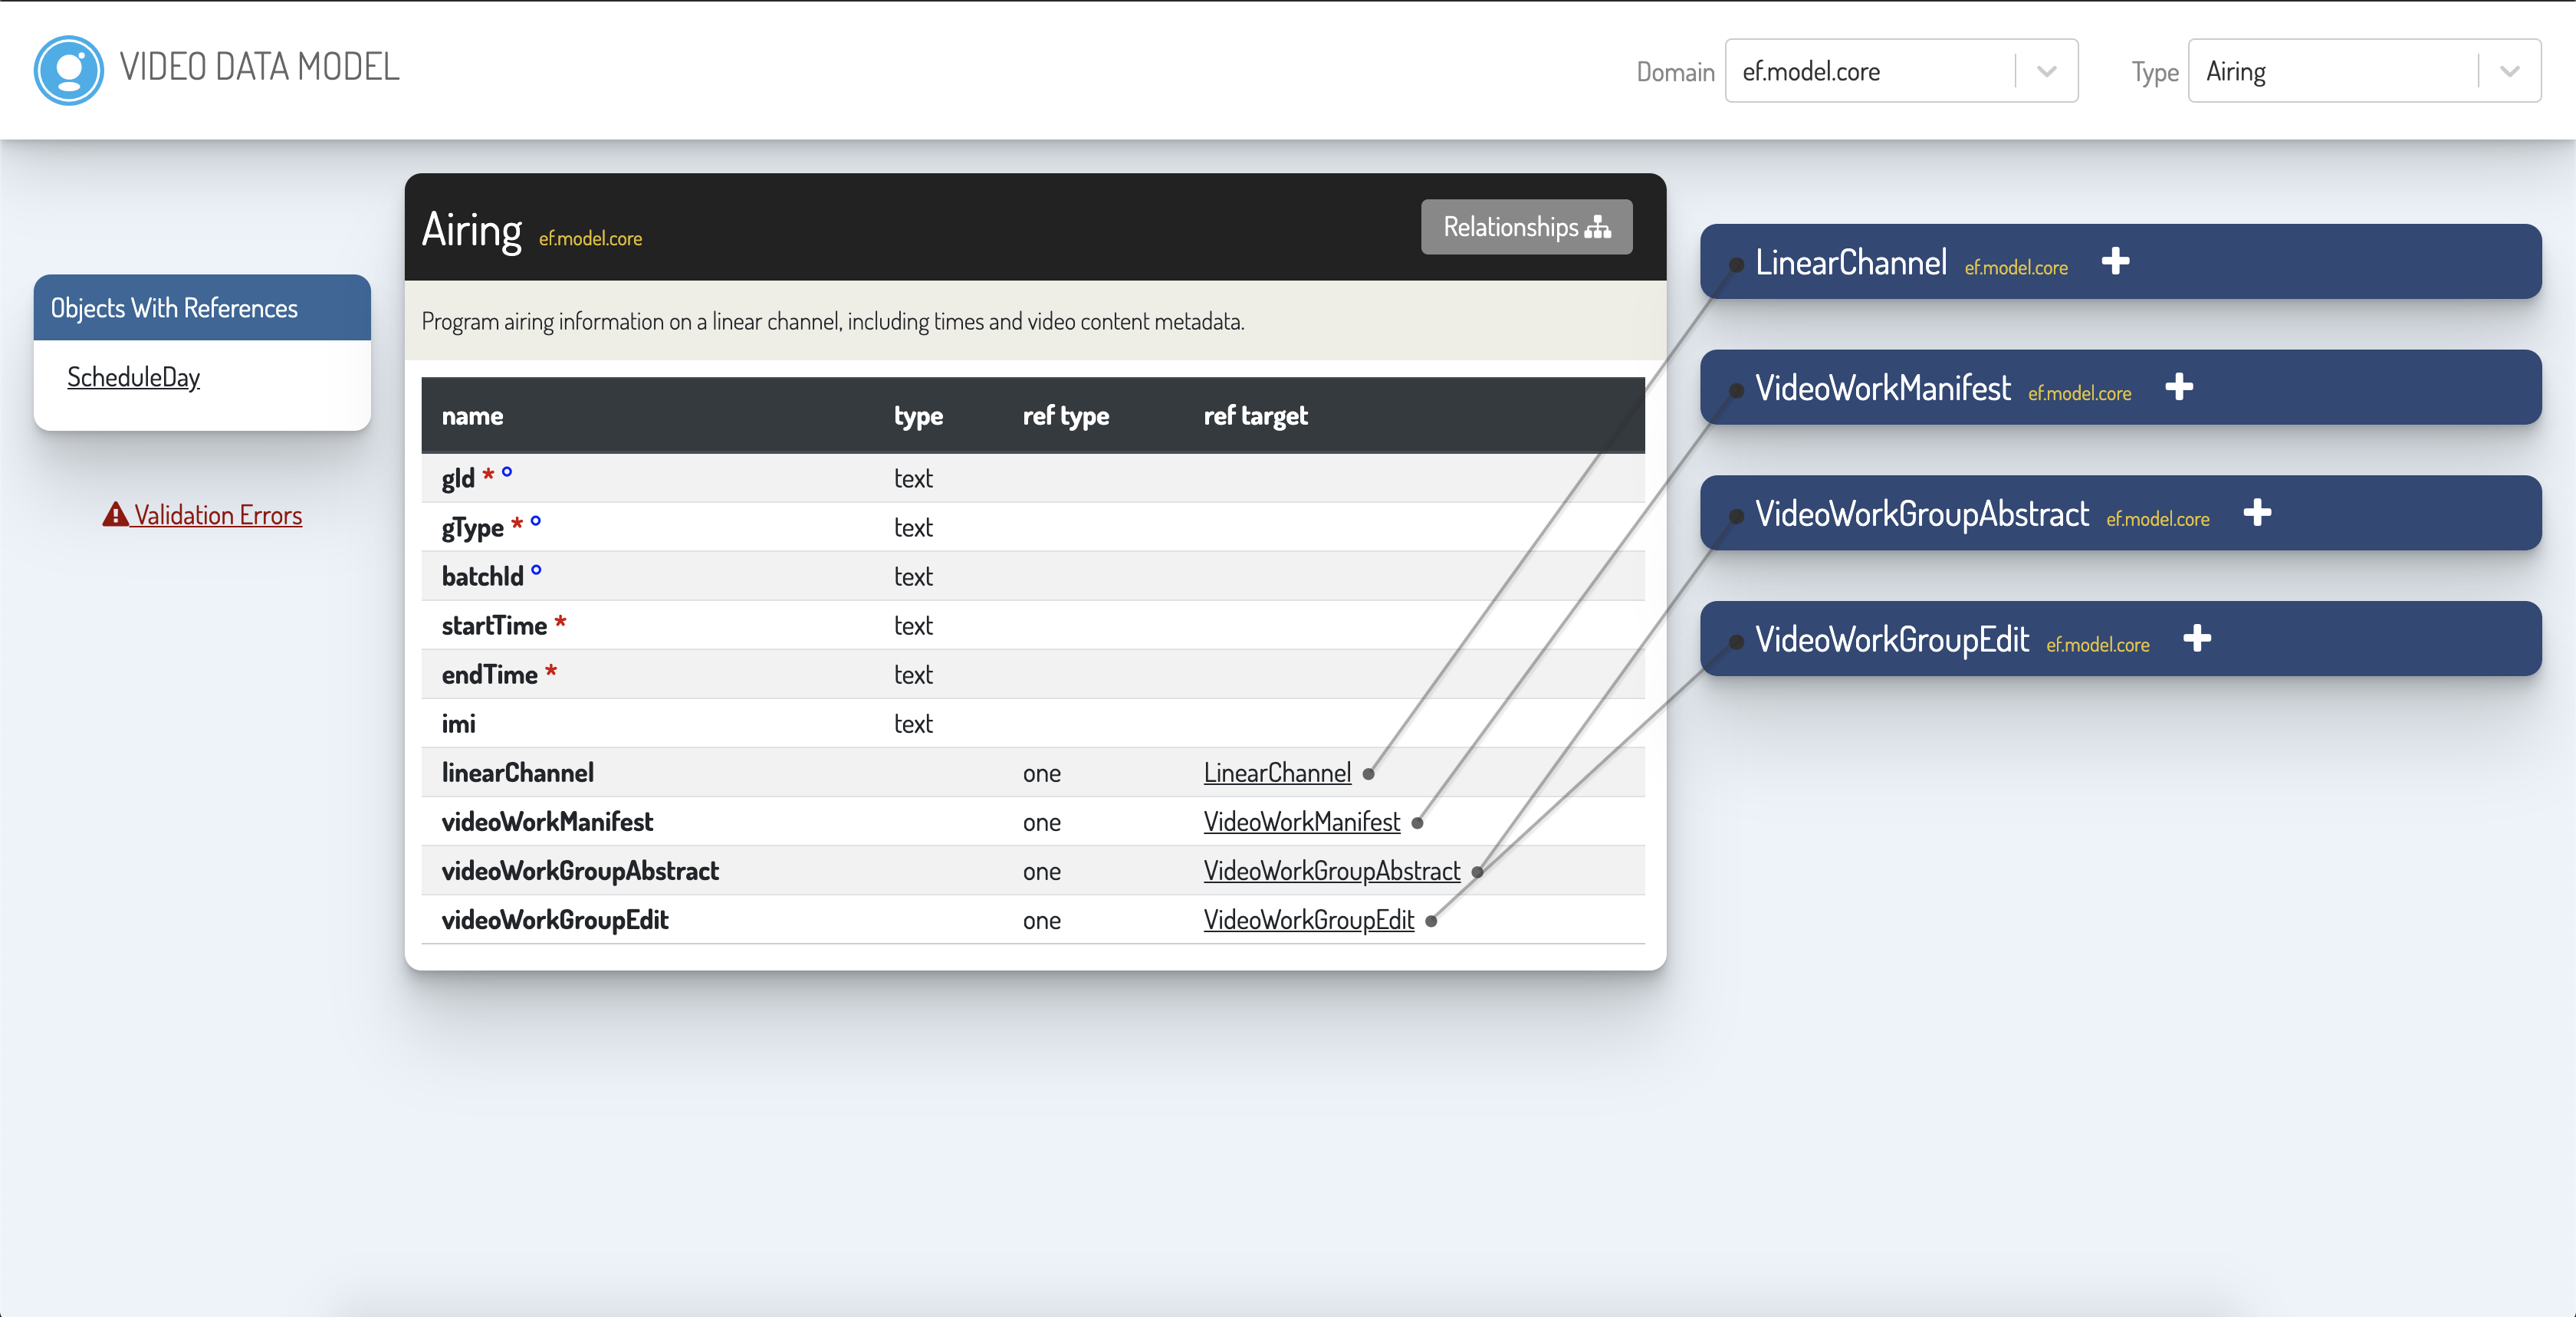 VIDEO DATA MODEL
Domain ef.model.core Type Airing
Objects With References
ScheduleDay
Validation Errors
Airing ef.model.core Relationships
Program airing information on a linear channel, including times and video content metadata.
name type ref type ref target
gId * ° text
gType * ° text
batchId ° text
startTime * text
endTime * text
imi text
linearChannel one LinearChannel
videoWorkManifest one VideoWorkManifest
videoWorkGroupAbstract one VideoWorkGroupAbstract
videoWorkGroupEdit one VideoWorkGroupEdit
LinearChannel ef.model.core
VideoWorkManifest ef.model.core
VideoWorkGroupAbstract ef.model.core
VideoWorkGroupEdit ef.model.core